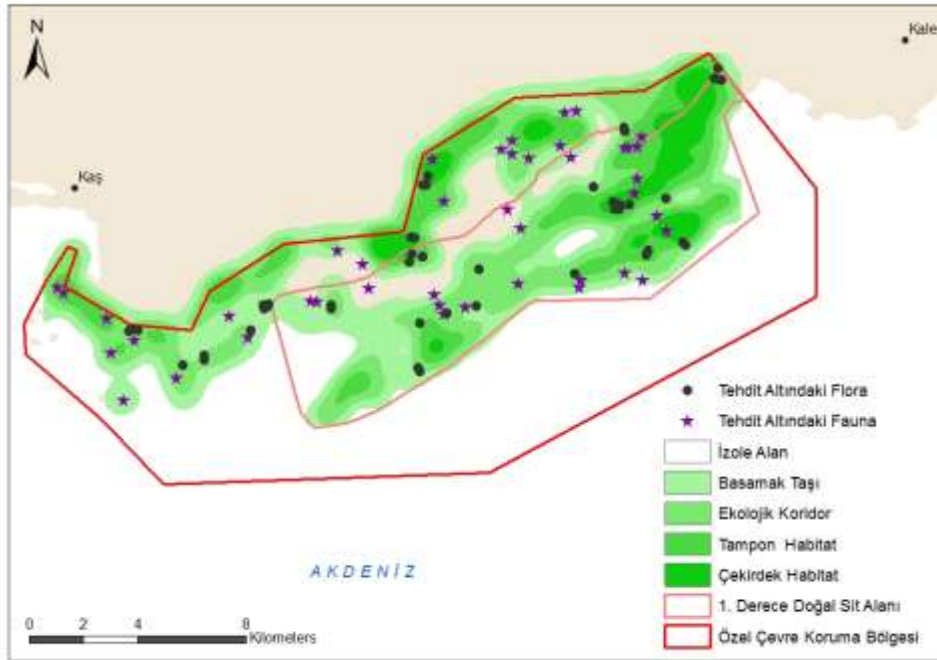 N
Kale
Kaş
Tehdit Altındaki Flora
Tehdit Altındaki Fauna
İzole Alan
Basamak Taşı
Ekolojik Koridor
Tampon Habitat
Çekirdek Habitat
1. Derece Doğal Sit Alanı
Özel Çevre Koruma Bölgesi
AKDENİZ
0 2 4 8
Kilometers